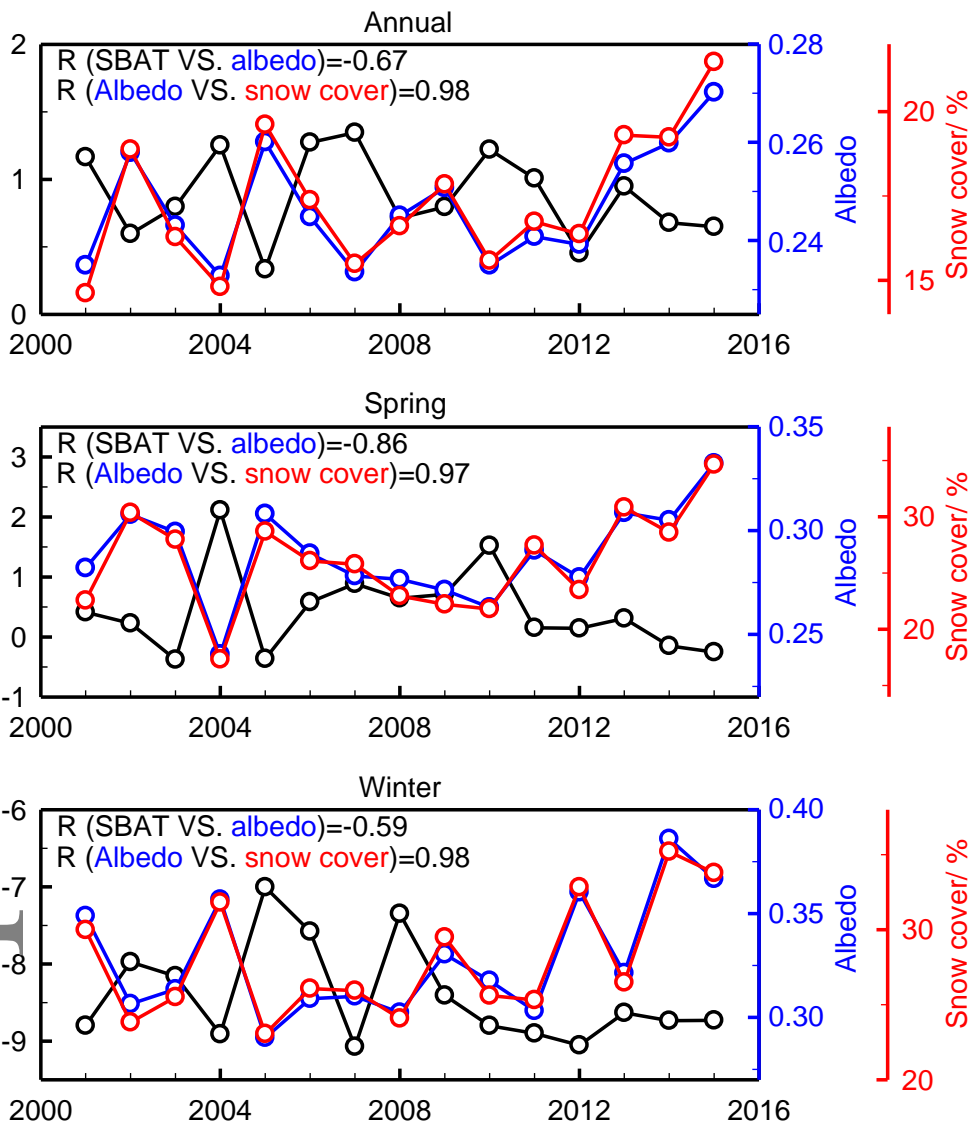 Annual
R (SBAT VS. albedo)=-0.67
R (Albedo VS. snow cover)=0.98
2
1
0
2000 2004 2008 2012 2016
0.28
0.26
0.24
Albedo
20
15
Snow cover/ %
Spring
R (SBAT VS. albedo)=-0.86
R (Albedo VS. snow cover)=0.97
3
2
1
0
-1
2000 2004 2008 2012 2016
0.35
0.30
0.25
Albedo
30
20
Snow cover/ %
Winter
R (SBAT VS. albedo)=-0.59
R (Albedo VS. snow cover)=0.98
-6
-7
-8
-9
2000 2004 2008 2012 2016
0.40
0.35
0.30
Albedo
30
20
Snow cover/ %